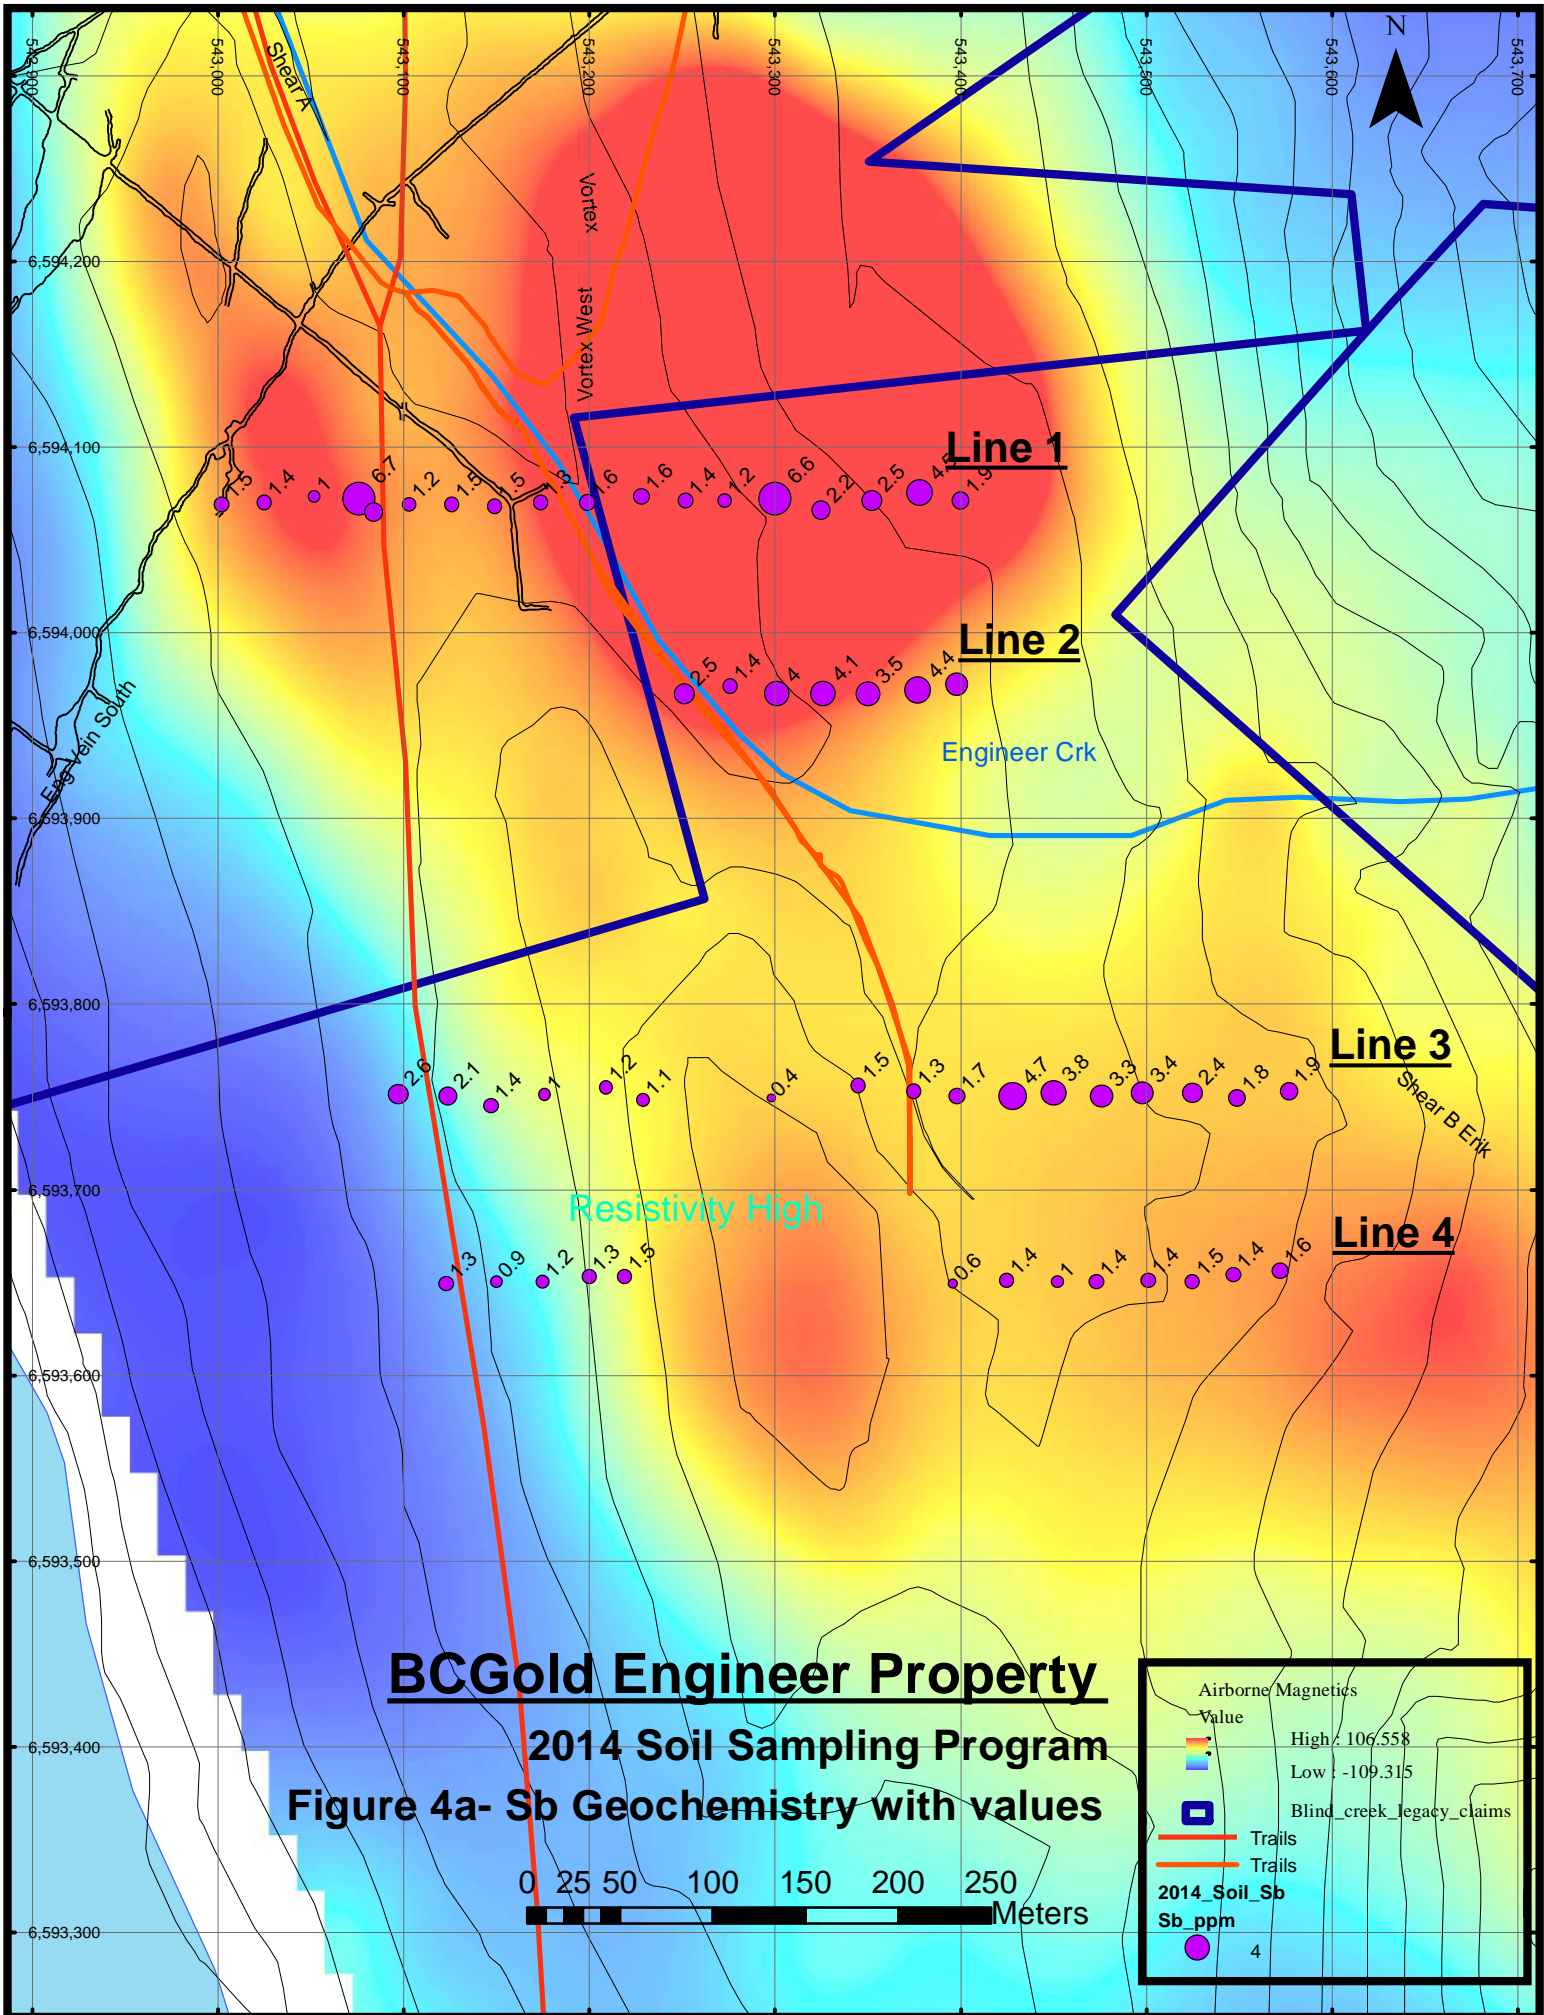 N
542,900
543,000
543,100
543,200
543,300
543,400
543,500
543,600
543,700
Shear A
Vortex
6,594,200
Vortex West
6,594,100
Line 1
1.5
1.4
1
6.7
1.2
1.5
1.5
1.3
1.6
1.6
1.4
1.2
6.6
2.2
2.5
4.5
1.9
6,594,000
Line 2
2.5
1.4
4
4.1
3.5
4.4
Eng Vein South
Engineer Crk
6,593,900
6,593,800
Line 3
2.6
2.1
1.4
1
1.2
1.1
0.4
1.5
1.3
1.7
4.7
3.8
3.3
3.4
2.4
1.8
1.9
Shear B Erik
6,593,700
Resistivity High
Line 4
1.3
0.9
1.2
1.3
1.5
0.6
1.4
1
1.4
1.4
1.5
1.4
1.6
6,593,600
6,593,500
BCGold Engineer Property
2014 Soil Sampling Program
Figure 4a- Sb Geochemistry with values
6,593,400
0 25 50 100 150 200 250
Meters
6,593,300
Airborne Magnetics
Value
High : 106.558
Low : -109.315
Blind_creek_legacy_claims
Trails
Trails
2014_Soil_Sb
Sb_ppm
4